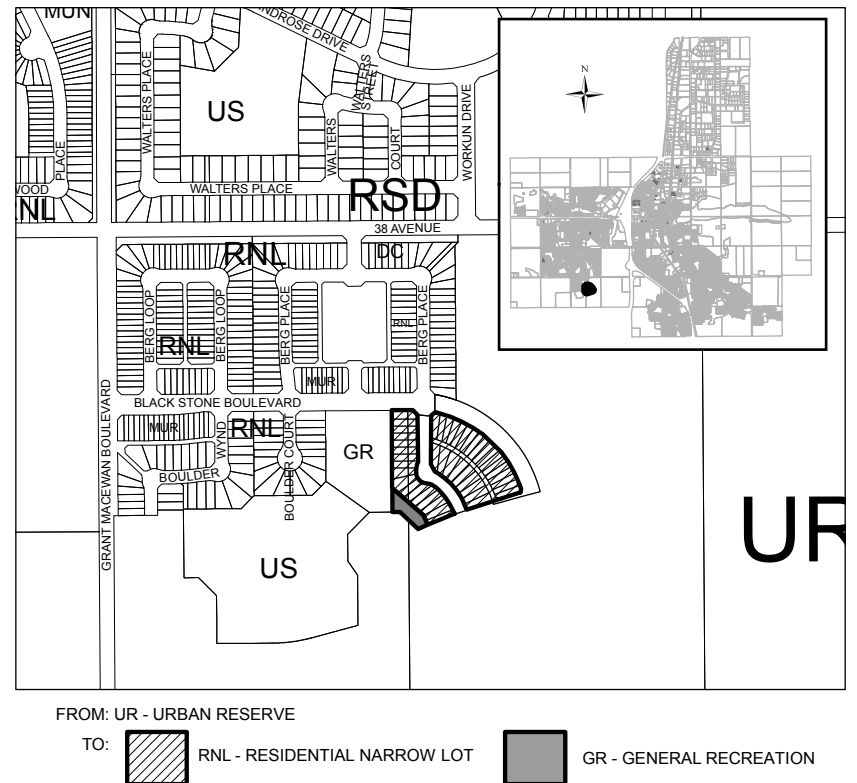 MUN
INDROSE DRIVE
WALTERS PLACE
US
WALTERS
STREET
WALTERS
COURT
WORKUN DRIVE
PLACE
WOOD
RNL
WALTERS PLACE
RSD
38 AVENUE
RNL
DC
BERG LOOP
BERG LOOP
BERG PLACE
BERG PLACE
RNL
RNL
MUR
BLACK STONE BOULEVARD
MUR
WYND
RNL
BOULDER COURT
GR
BOULDER
GRANT MACEWAN BOULEVARD
US
UR
N
FROM: UR - URBAN RESERVE
TO:
RNL - RESIDENTIAL NARROW LOT
GR - GENERAL RECREATION